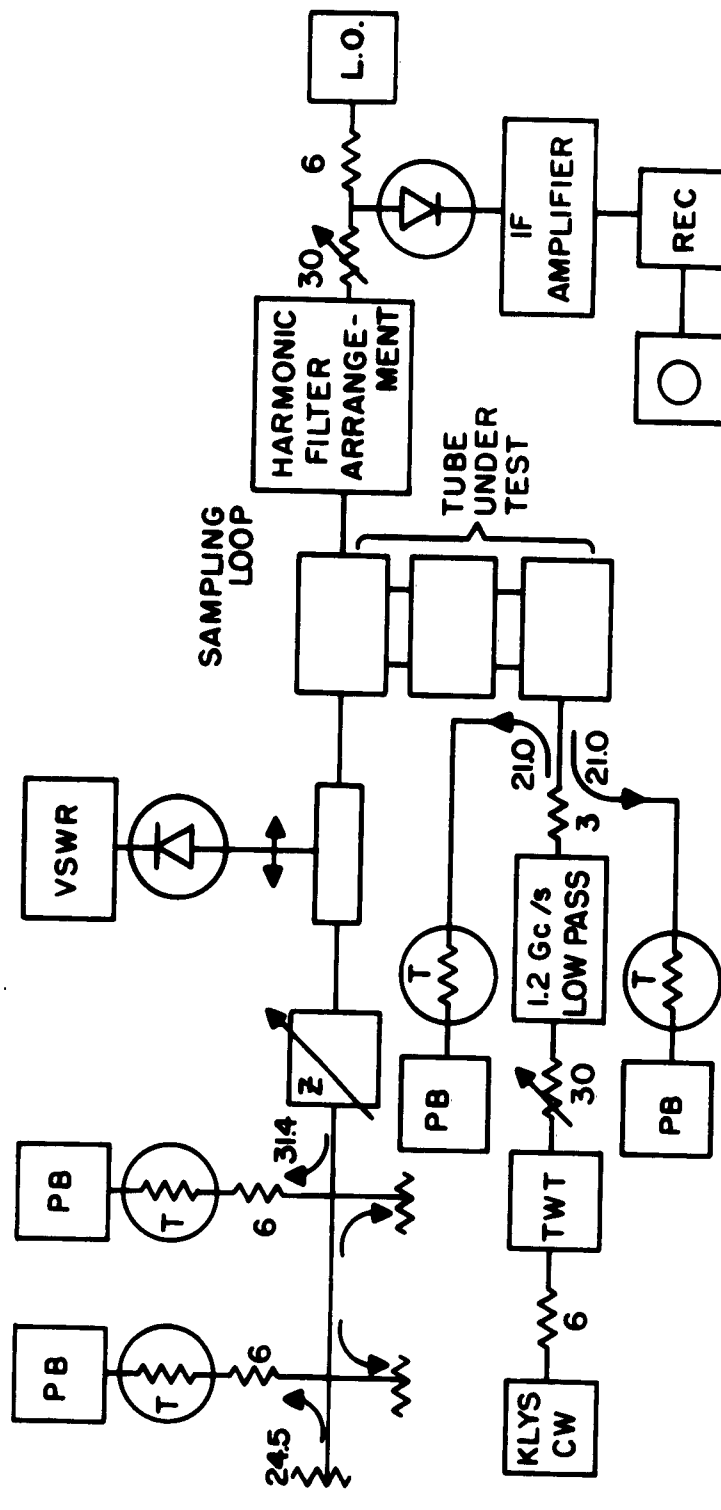 PB
PB
VSWR
SAMPLING
LOOP
T
T
6
6
24.5
31.4
Z
HARMONIC
FILTER
ARRANGE-
MENT
30
6
L.O.
TUBE
UNDER
TEST
IF
AMPLIFIER
REC
T
PB
21.0
21.0
KLYS
CW
6
TWT
30
1.2 Gc/s
LOW PASS
3
T
PB